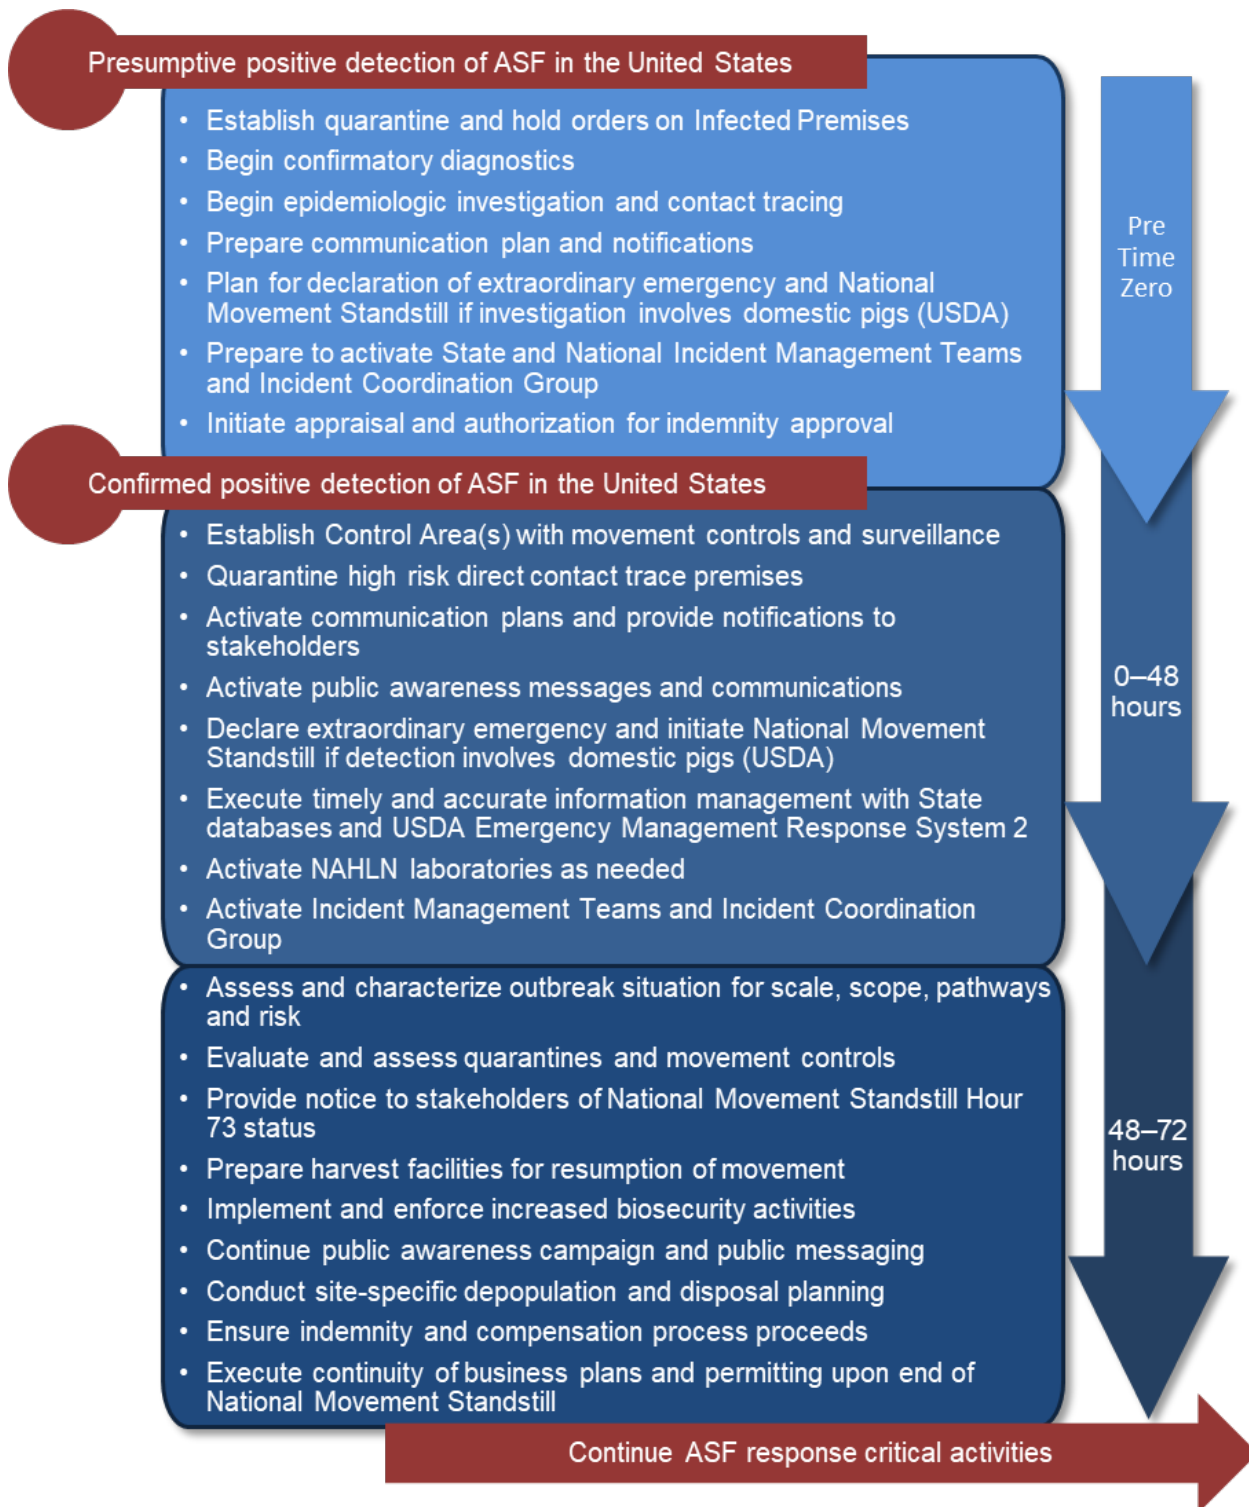 Presumptive positive detection of ASF in the United States
• Establish quarantine and hold orders on Infected Premises
• Begin confirmatory diagnostics
• Begin epidemiologic investigation and contact tracing
• Prepare communication plan and notifications
• Plan for declaration of extraordinary emergency and National
Movement Standstill if investigation involves domestic pigs (USDA)
• Prepare to activate State and National Incident Management Teams
and Incident Coordination Group
• Initiate appraisal and authorization for indemnity approval
Pre
Time
Zero
Confirmed positive detection of ASF in the United States
• Establish Control Area(s) with movement controls and surveillance
• Quarantine high risk direct contact trace premises
• Activate communication plans and provide notifications to
stakeholders
• Activate public awareness messages and communications
• Declare extraordinary emergency and initiate National Movement
Standstill if detection involves domestic pigs (USDA)
• Execute timely and accurate information management with State
databases and USDA Emergency Management Response System 2
• Activate NAHLN laboratories as needed
• Activate Incident Management Teams and Incident Coordination
Group
0–48
hours
• Assess and characterize outbreak situation for scale, scope, pathways
and risk
• Evaluate and assess quarantines and movement controls
• Provide notice to stakeholders of National Movement Standstill Hour
73 status
• Prepare harvest facilities for resumption of movement
• Implement and enforce increased biosecurity activities
• Continue public awareness campaign and public messaging
• Conduct site-specific depopulation and disposal planning
• Ensure indemnity and compensation process proceeds
• Execute continuity of business plans and permitting upon end of
National Movement Standstill
48–72
hours
Continue ASF response critical activities